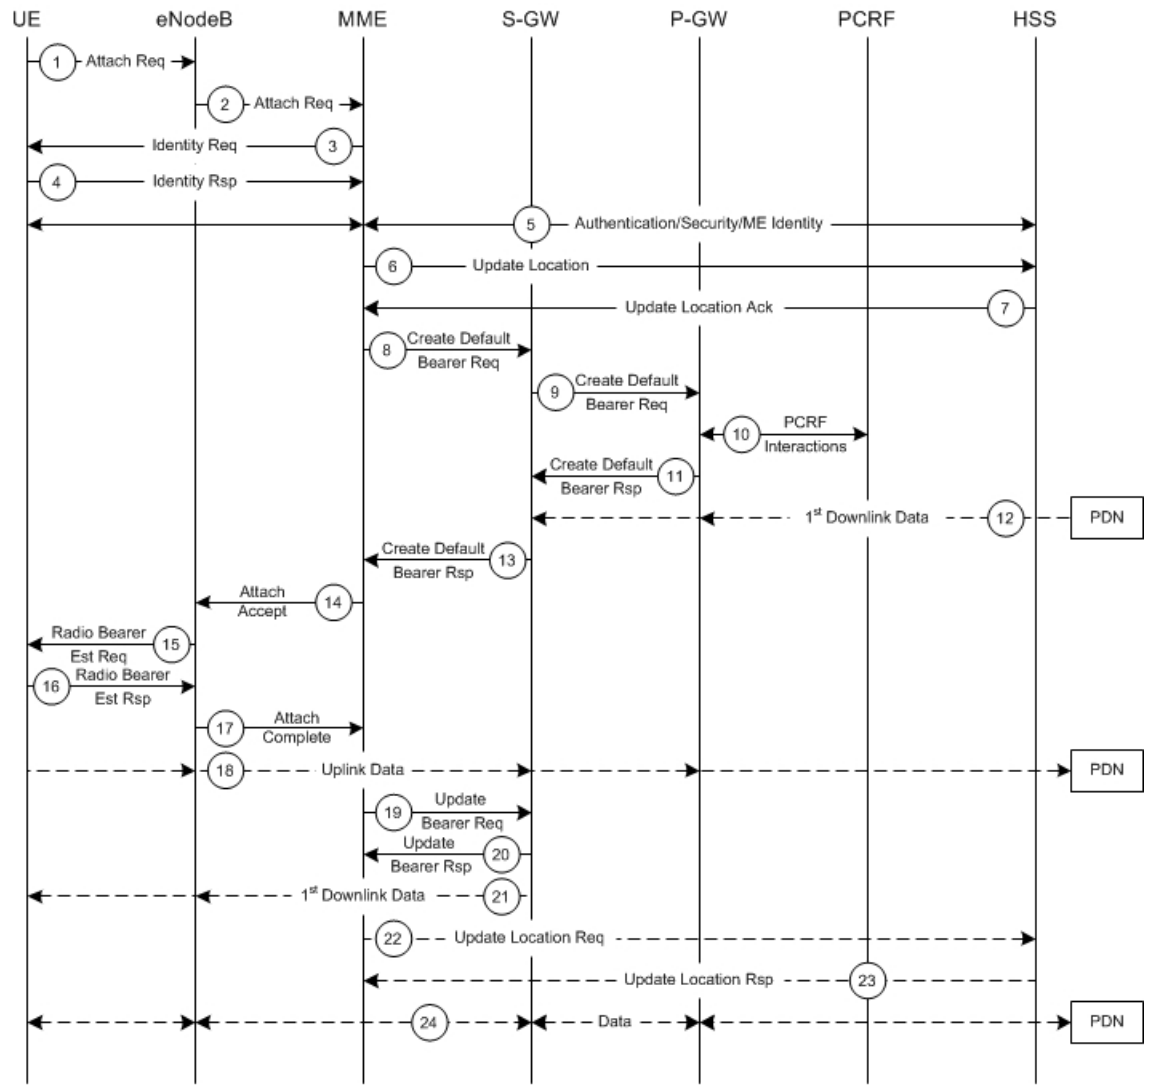 UE eNodeB MME S-GW P-GW PCRF HSS
1 Attach Req
2 Attach Req
Identity Req 3
4 Identity Rsp
5 Authentication/Security/ME Identity
6 Update Location
Update Location Ack 7
8 Create Default
Bearer Req
9 Create Default
Bearer Req
10 PCRF
Interactions
Create Default 11
Bearer Rsp
1st Downlink Data 12 PDN
Create Default 13
Bearer Rsp
Attach 14
Accept
Radio Bearer 15
Est Req
16 Radio Bearer
Est Rsp
17 Attach
Complete
18 Uplink Data PDN
19 Update
Bearer Req
Update 20
Bearer Rsp
1st Downlink Data 21
22 Update Location Req
Update Location Rsp 23
24 Data PDN